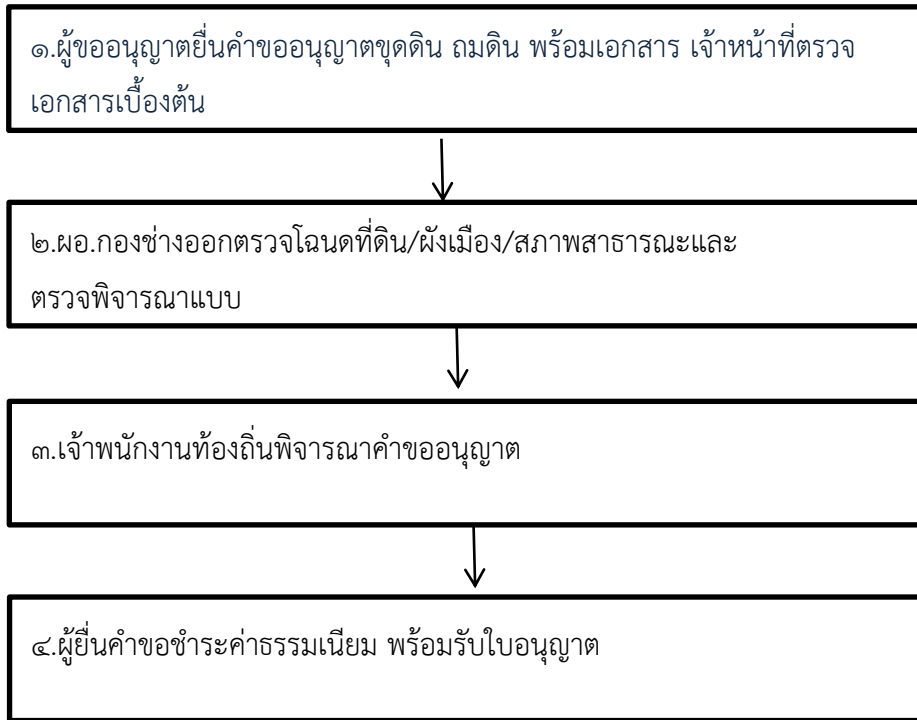 ๑.ผู้ขออนุญาตยื่นคำขออนุญาตขุดดิน ถมดิน พร้อมเอกสาร เจ้าหน้าที่ตรวจ
เอกสารเบื้องต้น
๒.ผอ.กองช่างออกตรวจโฉนดที่ดิน/ผังเมือง/สภาพสาธารณะและ
ตรวจพิจารณาแบบ
๓.เจ้าพนักงานท้องถิ่นพิจารณาคำขออนุญาต
๔.ผู้ยื่นคำขอชำระค่าธรรมเนียม พร้อมรับใบอนุญาต